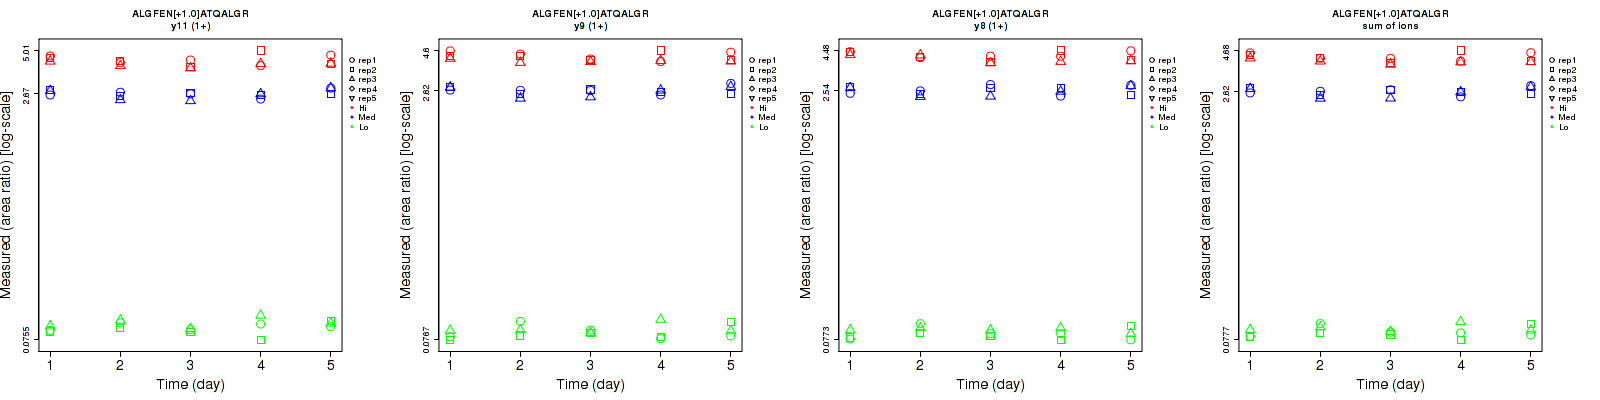 ALGFEN[+1.0]ATQALGR
y11 (1+)
Measured (area ratio) [log-scale]
5.01
2.67
0.0755
1 2 3 4 5
Time (day)
rep1
rep2
rep3
rep4
rep5
Hi
Med
Lo
ALGFEN[+1.0]ATQALGR
y9 (1+)
Measured (area ratio) [log-scale]
4.6
2.62
0.0767
1 2 3 4 5
Time (day)
rep1
rep2
rep3
rep4
rep5
Hi
Med
Lo
ALGFEN[+1.0]ATQALGR
y8 (1+)
Measured (area ratio) [log-scale]
4.48
2.54
0.0773
1 2 3 4 5
Time (day)
rep1
rep2
rep3
rep4
rep5
Hi
Med
Lo
ALGFEN[+1.0]ATQALGR
sum of ions
Measured (area ratio) [log-scale]
4.68
2.62
0.0777
1 2 3 4 5
Time (day)
rep1
rep2
rep3
rep4
rep5
Hi
Med
Lo